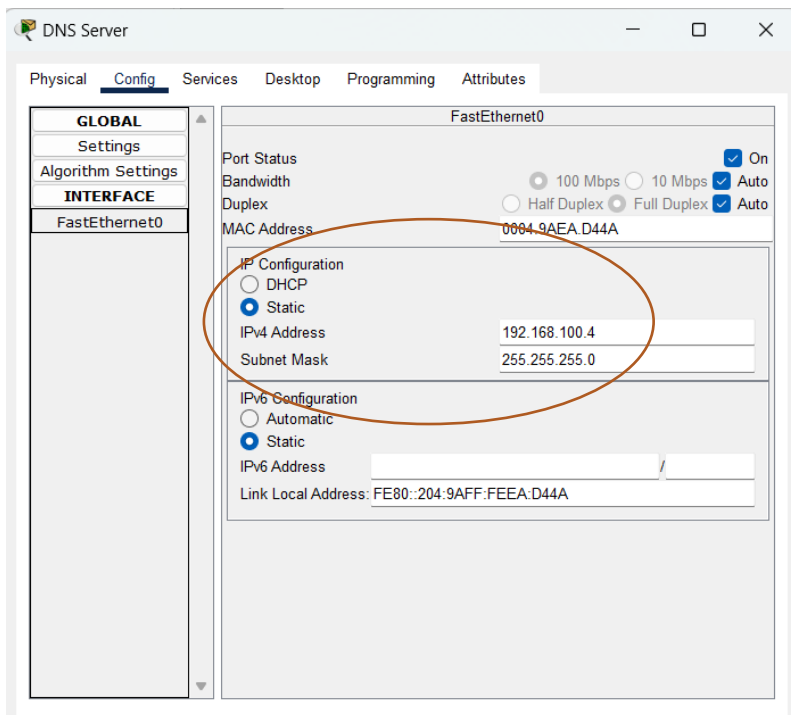 DNS Server
Physical Config Services Desktop Programming Attributes
GLOBAL
Settings
Algorithm Settings
INTERFACE
FastEthernet0
FastEthernet0
Port Status On
Bandwidth 100 Mbps 10 Mbps Auto
Duplex Half Duplex Full Duplex Auto
MAC Address 0004.9AEA.D44A
IP Configuration
DHCP
Static
IPv4 Address 192.168.100.4
Subnet Mask 255.255.255.0
IPv6 Configuration
Automatic
Static
IPv6 Address /
Link Local Address: FE80::204:9AFF:FEEA:D44A